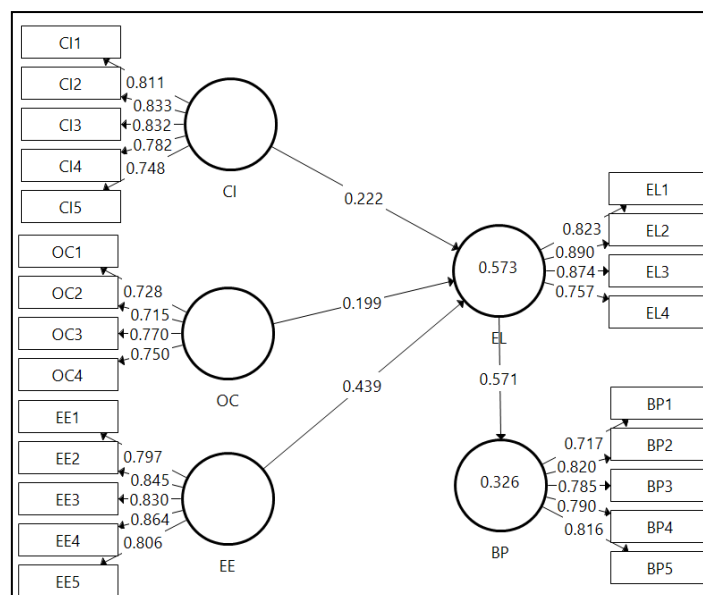 CI1
CI2
CI3
CI4
CI5
0.811
0.833
0.832
0.782
0.748
CI
0.222
OC1
OC2
OC3
OC4
0.728
0.715
0.770
0.750
OC
0.199
EE1
EE2
EE3
EE4
EE5
0.797
0.845
0.830
0.864
0.806
EE
0.439
0.573
EL
0.823
0.890
0.874
0.757
EL1
EL2
EL3
EL4
0.571
0.326
BP
0.717
0.820
0.785
0.790
0.816
BP1
BP2
BP3
BP4
BP5